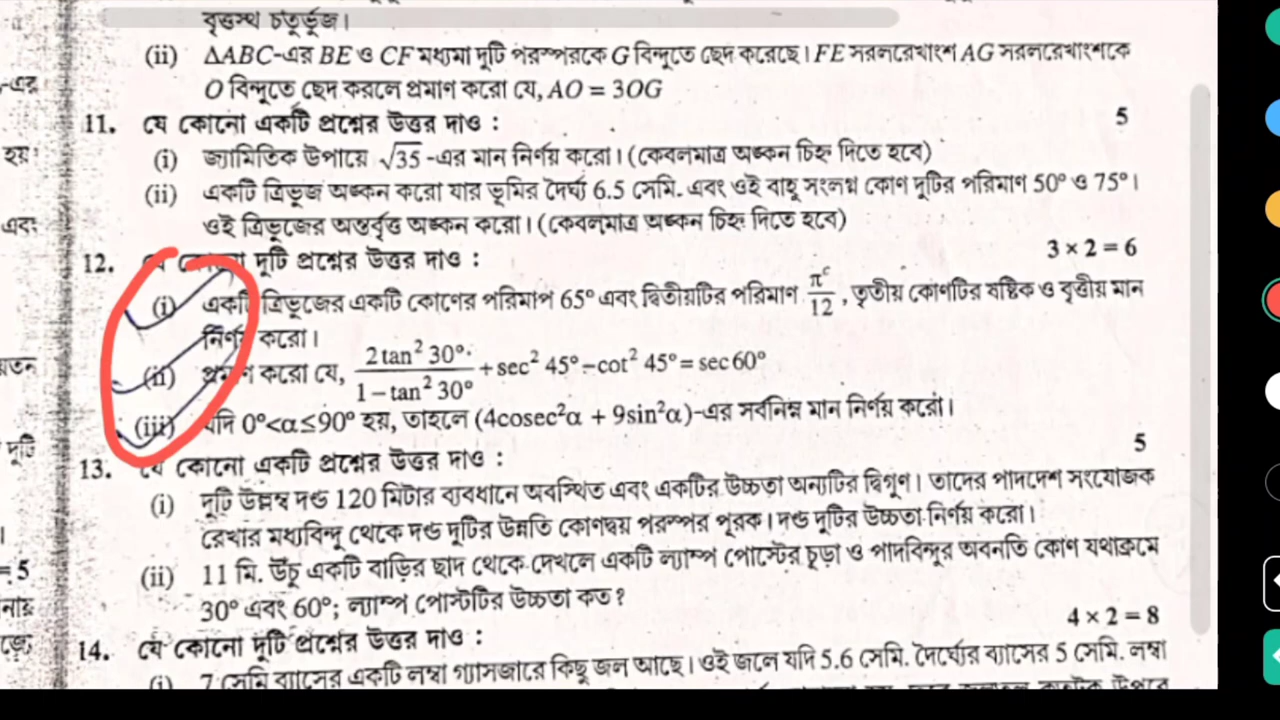 বৃত্তস্থ চতুর্ভুজ।
(ii) ΔABC-এর BE ও CF মধ্যমা দুটি পরস্পরকে G বিন্দুতে ছেদ করেছে। FE সরলরেখাংশ AG সরলরেখাংশকে
O বিন্দুতে ছেদ করলে প্রমাণ করো যে, AO = 3OG
11. যে কোনো একটি প্রশ্নের উত্তর দাও : 5
(i) জ্যামিতিক উপায়ে √35 -এর মান নির্ণয় করো। (কেবলমাত্র অঙ্কন চিহ্ন দিতে হবে)
(ii) একটি ত্রিভুজ অঙ্কন করো যার ভূমির দৈর্ঘ্য 6.5 সেমি. এবং ওই বাহু সংলগ্ন কোণ দুটির পরিমাণ 50° ও 75°।
ওই ত্রিভুজের অন্তর্বৃত্ত অঙ্কন করো। (কেবলমাত্র অঙ্কন চিহ্ন দিতে হবে)
12. যে কোনো দুটি প্রশ্নের উত্তর দাও : 3 × 2 = 6
(i) একটি ত্রিভুজের একটি কোণের পরিমাপ 65° এবং দ্বিতীয়টির পরিমাণ π^c/12, তৃতীয় কোণটির ষষ্টিক ও বৃত্তীয় মান
নির্ণয় করো।
(ii) প্রমাণ করো যে, 2 tan² 30° / 1 – tan² 30° + sec² 45° – cot² 45° = sec 60°
(iii) যদি 0°<α≤90° হয়, তাহলে (4cosec²α + 9sin²α)-এর সর্বনিম্ন মান নির্ণয় করো।
13. যে কোনো একটি প্রশ্নের উত্তর দাও : 5
(i) দুটি উল্লম্ব দণ্ড 120 মিটার ব্যবধানে অবস্থিত এবং একটির উচ্চতা অন্যটির দ্বিগুণ। তাদের পাদদেশ সংযোজক
রেখার মধ্যবিন্দু থেকে দণ্ড দুটির উন্নতি কোণদ্বয় পরস্পর পূরক। দণ্ড দুটির উচ্চতা নির্ণয় করো।
(ii) 11 মি. উঁচু একটি বাড়ির ছাদ থেকে দেখলে একটি ল্যাম্প পোস্টের চূড়া ও পাদবিন্দুর অবনতি কোণ যথাক্রমে
30° এবং 60°; ল্যাম্প পোস্টটির উচ্চতা কত?
14. যে কোনো দুটি প্রশ্নের উত্তর দাও : 4 × 2 = 8
(i) 7 সেমি ব্যাসের একটি লম্বা গ্যাসজারে কিছু জল আছে। ওই জলে যদি 5.6 সেমি. দৈর্ঘ্যের ব্যাসের 5 সেমি. লম্বা